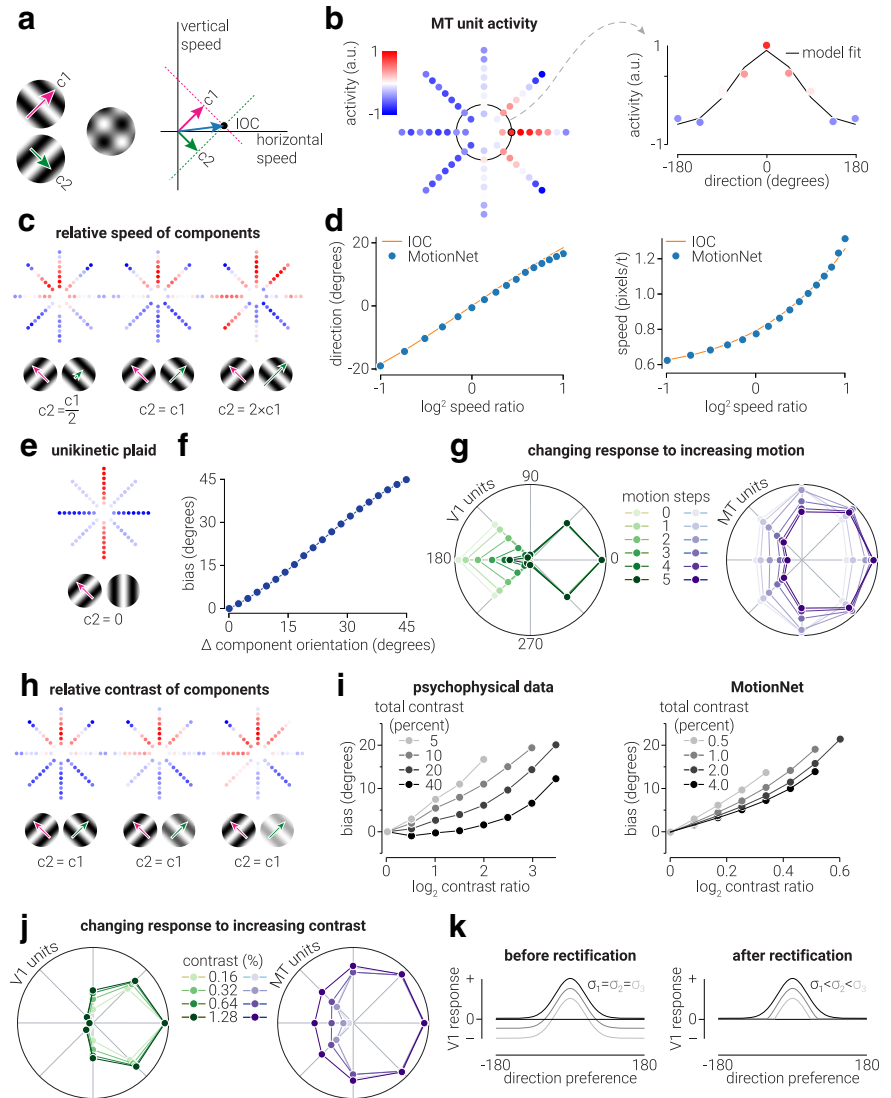 a
vertical
speed
c1
c2
c1
IOC
c2
horizontal
speed
b
MT unit activity
activity (a.u.)
1
-1
activity (a.u.)
1
-1
model fit
-180
0
180
direction (degrees)
c
relative speed of components
c2 = c1/2
c2 = c1
c2 = 2×c1
d
direction (degrees)
20
0
-20
IOC
MotionNet
-1
0
1
log² speed ratio
speed (pixels/t)
1.2
1.0
0.8
0.6
IOC
MotionNet
-1
0
1
log² speed ratio
e
unikinetic plaid
c2 = 0
f
bias (degrees)
45
30
15
0
0
15
30
45
Δ component orientation (degrees)
g
changing response to increasing motion
V1 units
90
180
0
270
motion steps
0
1
2
3
4
5
MT units
h
relative contrast of components
c2 = c1
c2 = c1
c2 = c1
i
psychophysical data
total contrast
(percent)
5
10
20
40
bias (degrees)
20
10
0
0
1
2
3
log₂ contrast ratio
MotionNet
total contrast
(percent)
0.5
1.0
2.0
4.0
bias (degrees)
20
10
0
0
0.2
0.4
0.6
log₂ contrast ratio
j
changing response to increasing contrast
V1 units
contrast (%)
0.16
0.32
0.64
1.28
MT units
k
before rectification
V1 response
+
0
−
σ₁=σ₂=σ₃
-180
180
direction preference
after rectification
V1 response
+
0
−
σ₁<σ₂<σ₃
-180
180
direction preference